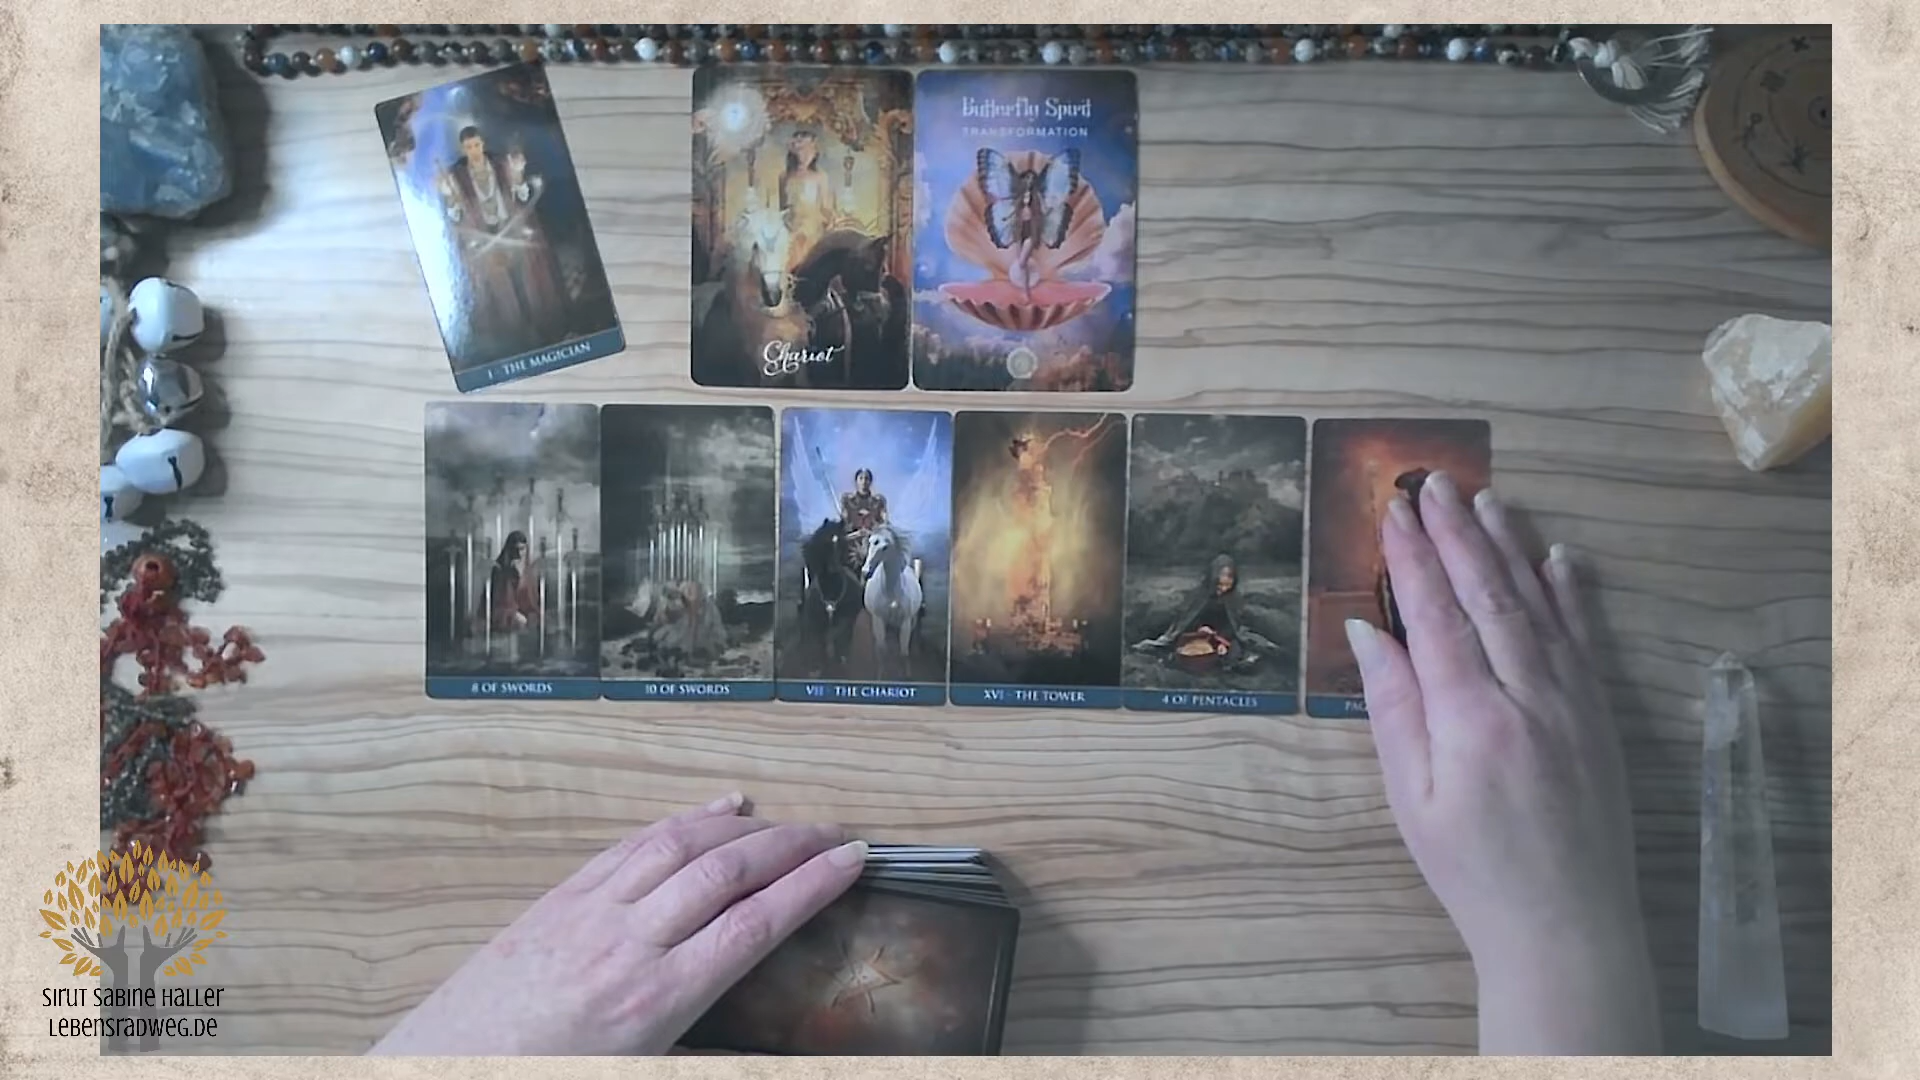 I - THE MAGICIAN
Chariot
Butterfly Spirit
TRANSFORMATION
8 OF SWORDS
10 OF SWORDS
VII - THE CHARIOT
XVI - THE TOWER
4 OF PENTACLES
SIRUT SABINE HALLER
LEBENSRADWEG.DE